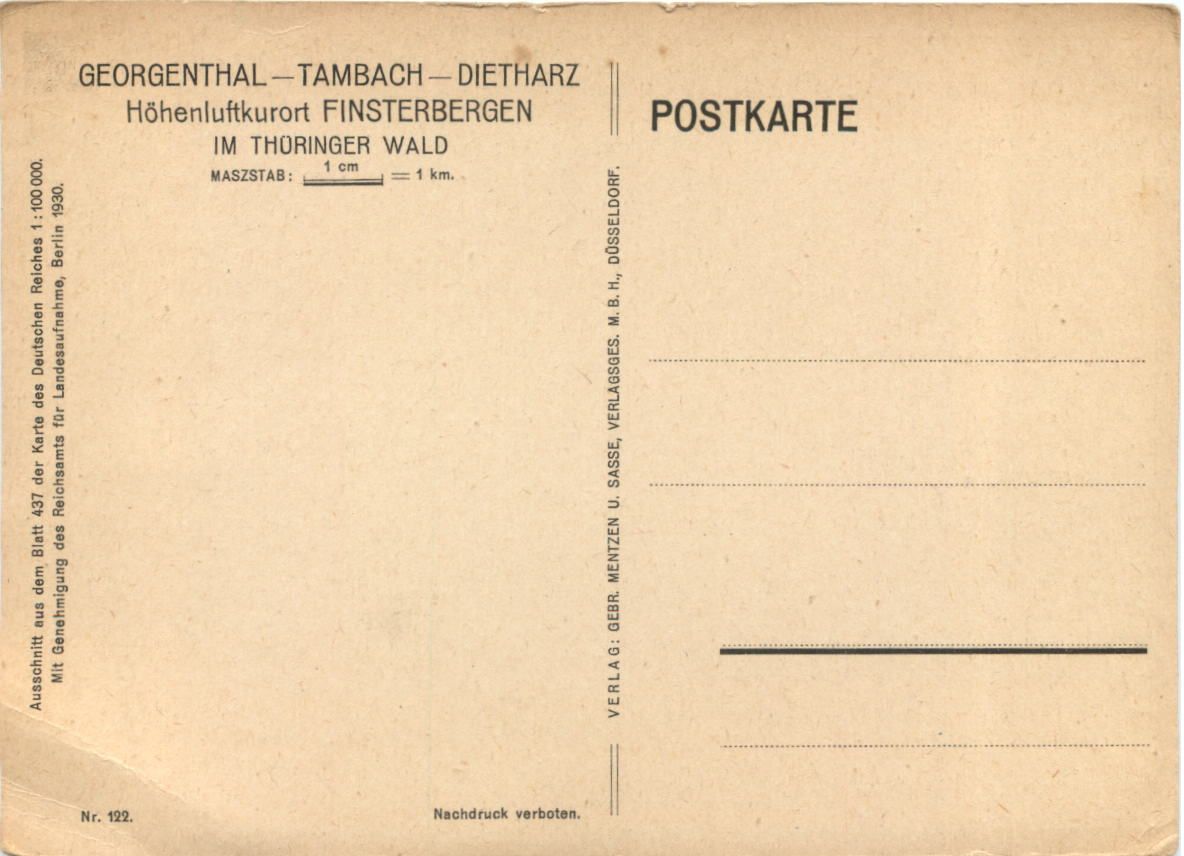 GEORGENTHAL — TAMBACH — DIETHARZ
Höhenluftkurort FINSTERBERGEN
IM THÜRINGER WALD
MASZSTAB: 1 cm = 1 km.
Ausschnitt aus dem Blatt 437 der Karte des Deutschen Reiches 1:100000.
Mit Genehmigung des Reichsamts für Landesaufnahme, Berlin 1930.
Nr. 122.
Nachdruck verboten.
VERLAG: GEBR. MENTZEN U. SASSE, VERLAGSGES. M. B. H., DÜSSELDORF.
POSTKARTE